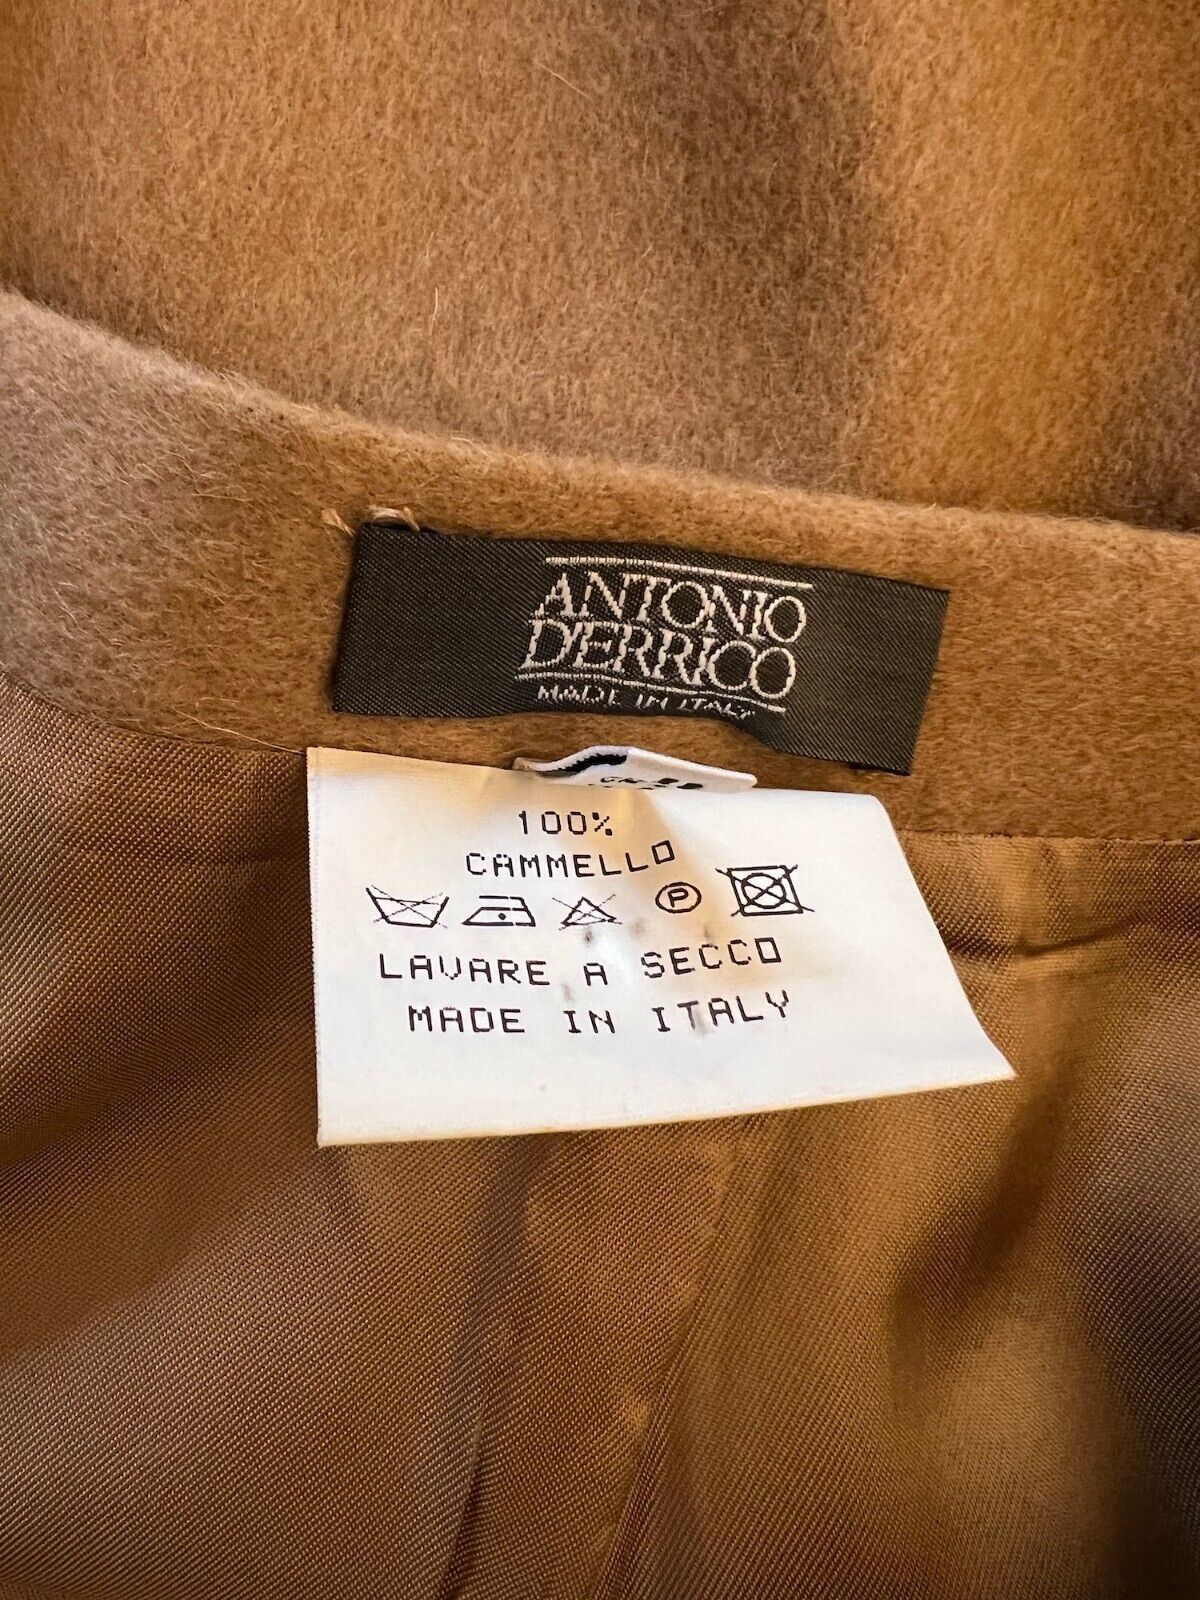 ANTONIO
D'ERRICO
MADE IN ITALY
100%
CAMMELLO
P
LAVARE A SECCO
MADE IN ITALY